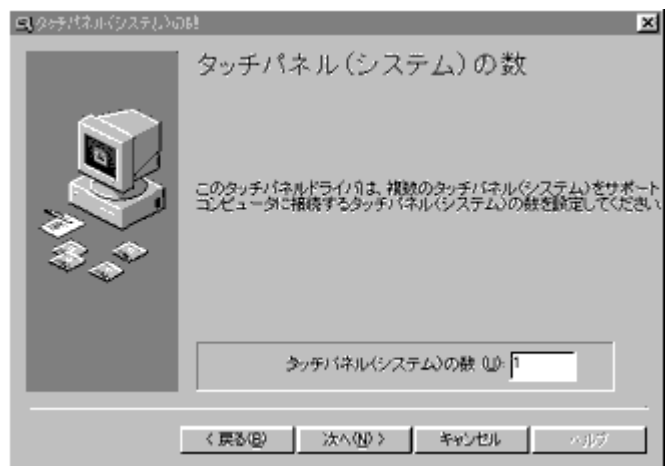 タッチパネル(システム)の数
タッチパネル(システム)の数
このタッチパネルドライバは、複数のタッチパネル(システム)をサポート
コンピュータに接続するタッチパネル(システム)の数を設定してください
タッチパネル(システム)の数 (U): 1
< 戻る(B) 次へ(N) > キャンセル ヘルプ